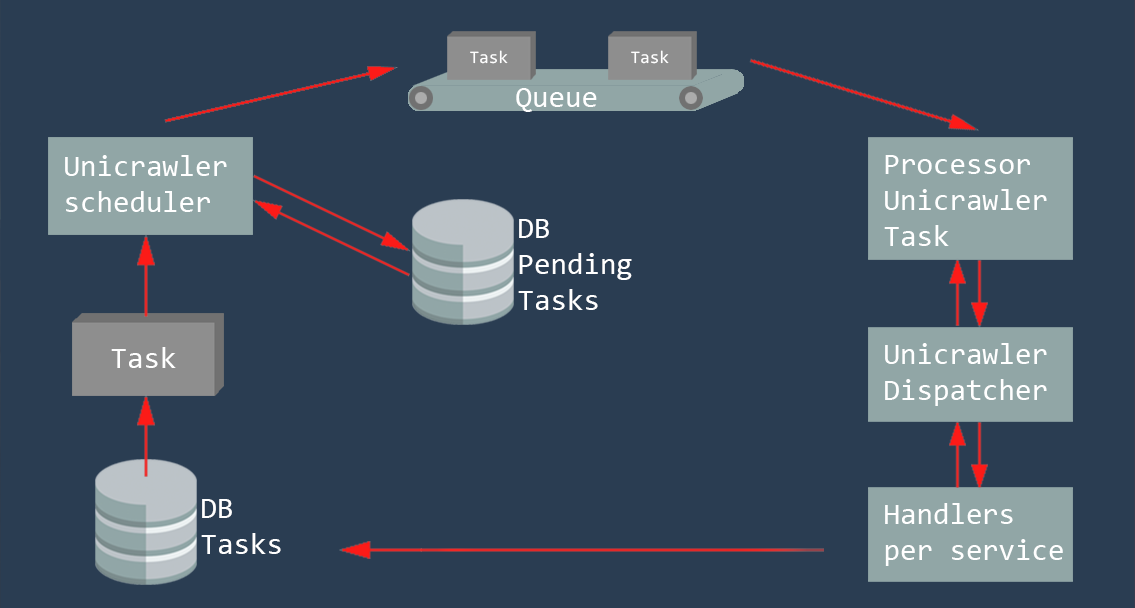 Task
Task
Queue
Unicrawler
scheduler
DB
Pending
Tasks
Processor
Unicrawler
Task
Task
Unicrawler
Dispatcher
DB
Tasks
Handlers
per service